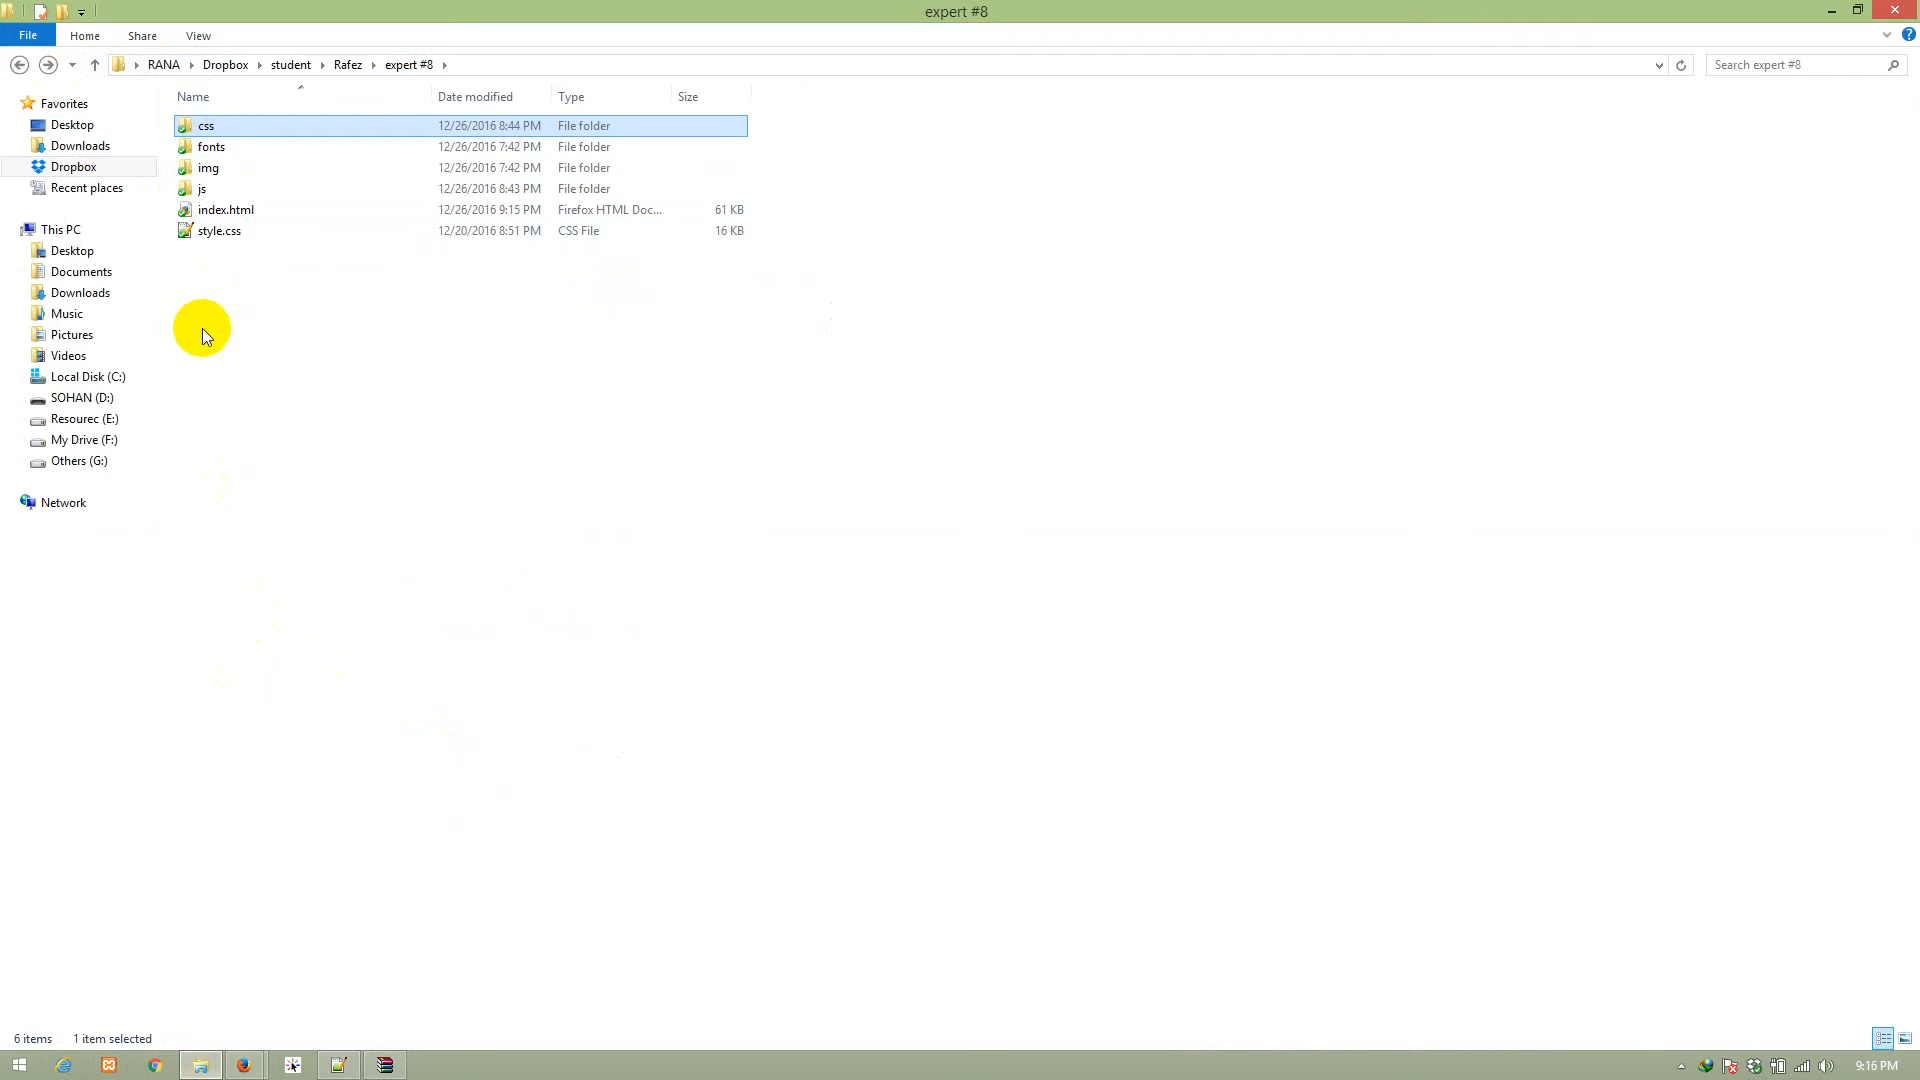 expert #8
File Home Share View
RANA Dropbox student Rafez expert #8 Search expert #8
Name Date modified Type Size
Favorites
Desktop
Downloads
Dropbox
Recent places
This PC
Desktop
Documents
Downloads
Music
Pictures
Videos
Local Disk (C:)
SOHAN (D:)
Resourec (E:)
My Drive (F:)
Others (G:)
Network
css 12/26/2016 8:44 PM File folder
fonts 12/26/2016 7:42 PM File folder
img 12/26/2016 7:42 PM File folder
js 12/26/2016 8:43 PM File folder
index.html 12/26/2016 9:15 PM Firefox HTML Doc... 61 KB
style.css 12/20/2016 8:51 PM CSS File 16 KB
6 items 1 item selected
9:16 PM